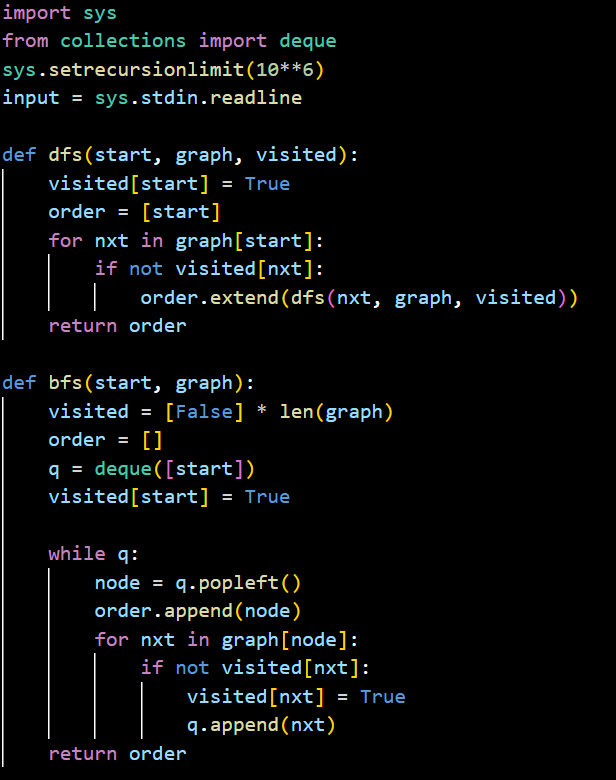 import sys
from collections import deque
sys.setrecursionlimit(10**6)
input = sys.stdin.readline

def dfs(start, graph, visited):
    visited[start] = True
    order = [start]
    for nxt in graph[start]:
        if not visited[nxt]:
            order.extend(dfs(nxt, graph, visited))
    return order

def bfs(start, graph):
    visited = [False] * len(graph)
    order = []
    q = deque([start])
    visited[start] = True

    while q:
        node = q.popleft()
        order.append(node)
        for nxt in graph[node]:
            if not visited[nxt]:
                visited[nxt] = True
                q.append(nxt)
    return order